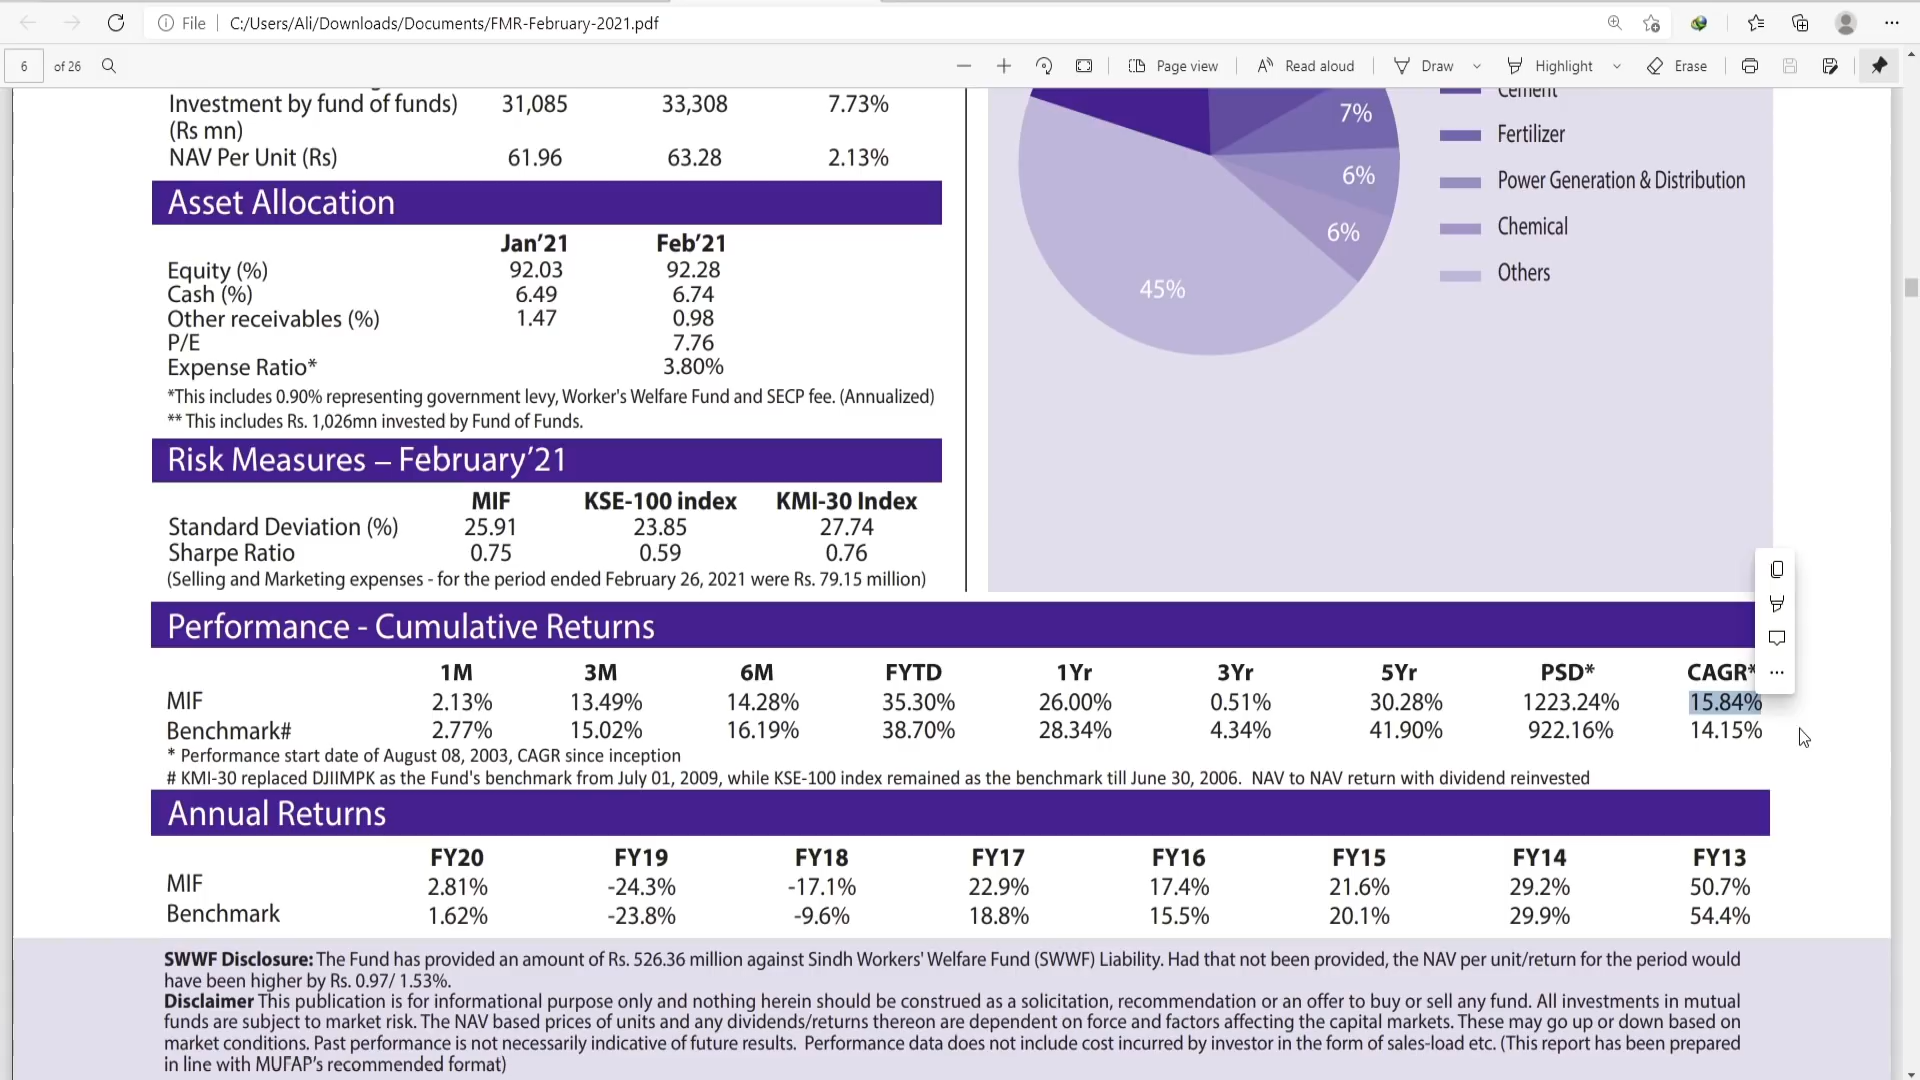 File
C:/Users/Ali/Downloads/Documents/FMR-February-2021.pdf
6 of 26
Page view
Read aloud
Draw
Highlight
Erase
Investment by fund of funds) 31,085 33,308 7.73%
(Rs mn)
NAV Per Unit (Rs) 61.96 63.28 2.13%
Asset Allocation
Jan'21 Feb'21
Equity (%) 92.03 92.28
Cash (%) 6.49 6.74
Other receivables (%) 1.47 0.98
P/E 7.76
Expense Ratio* 3.80%
*This includes 0.90% representing government levy, Worker's Welfare Fund and SECP fee. (Annualized)
** This includes Rs. 1,026mn invested by Fund of Funds.
Risk Measures – February'21
MIF KSE-100 index KMI-30 Index
Standard Deviation (%) 25.91 23.85 27.74
Sharpe Ratio 0.75 0.59 0.76
(Selling and Marketing expenses - for the period ended February 26, 2021 were Rs. 79.15 million)
7%
6%
6%
45%
Cement
Fertilizer
Power Generation & Distribution
Chemical
Others
Performance - Cumulative Returns
1M 3M 6M FYTD 1Yr 3Yr 5Yr PSD* CAGR*
MIF 2.13% 13.49% 14.28% 35.30% 26.00% 0.51% 30.28% 1223.24% 15.84%
Benchmark# 2.77% 15.02% 16.19% 38.70% 28.34% 4.34% 41.90% 922.16% 14.15%
* Performance start date of August 08, 2003, CAGR since inception
# KMI-30 replaced DJIIMPK as the Fund's benchmark from July 01, 2009, while KSE-100 index remained as the benchmark till June 30, 2006. NAV to NAV return with dividend reinvested
Annual Returns
FY20 FY19 FY18 FY17 FY16 FY15 FY14 FY13
MIF 2.81% -24.3% -17.1% 22.9% 17.4% 21.6% 29.2% 50.7%
Benchmark 1.62% -23.8% -9.6% 18.8% 15.5% 20.1% 29.9% 54.4%
SWWF Disclosure: The Fund has provided an amount of Rs. 526.36 million against Sindh Workers' Welfare Fund (SWWF) Liability. Had that not been provided, the NAV per unit/return for the period would
have been higher by Rs. 0.97/ 1.53%.
Disclaimer This publication is for informational purpose only and nothing herein should be construed as a solicitation, recommendation or an offer to buy or sell any fund. All investments in mutual
funds are subject to market risk. The NAV based prices of units and any dividends/returns thereon are dependent on force and factors affecting the capital markets. These may go up or down based on
market conditions. Past performance is not necessarily indicative of future results. Performance data does not include cost incurred by investor in the form of sales-load etc. (This report has been prepared
in line with MUFAP's recommended format)